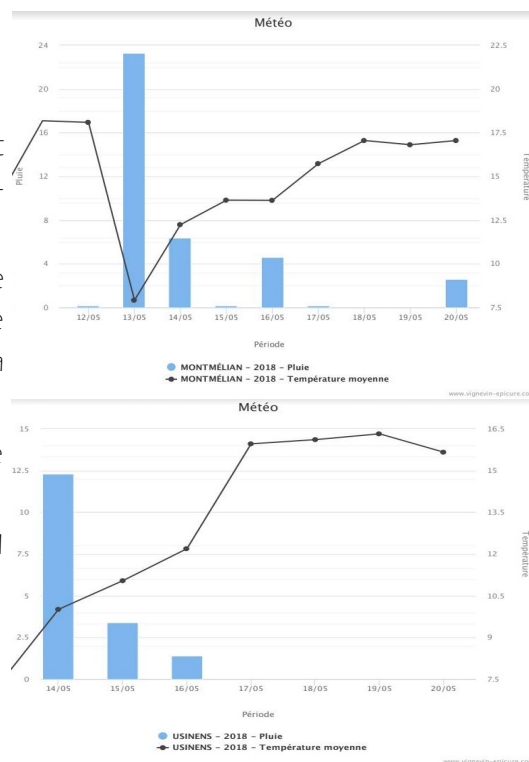 Météo
24 22.5
20 20
16 17.5
12 15
8 12.5
4 10
0 7.5
Pluie
Température
12/05 13/05 14/05 15/05 16/05 17/05 18/05 19/05 20/05
Période
MONTMÉLIAN - 2018 - Pluie
MONTMÉLIAN - 2018 - Température moyenne
www.vignevin-epicure.co
Météo
15 16.5
12.5 15
10 13.5
7.5 12
5 10.5
2.5 9
0 7.5
Température
14/05 15/05 16/05 17/05 18/05 19/05 20/05
Période
USINENS - 2018 - Pluie
USINENS - 2018 - Température moyenne
www.vignevin-epicure.co